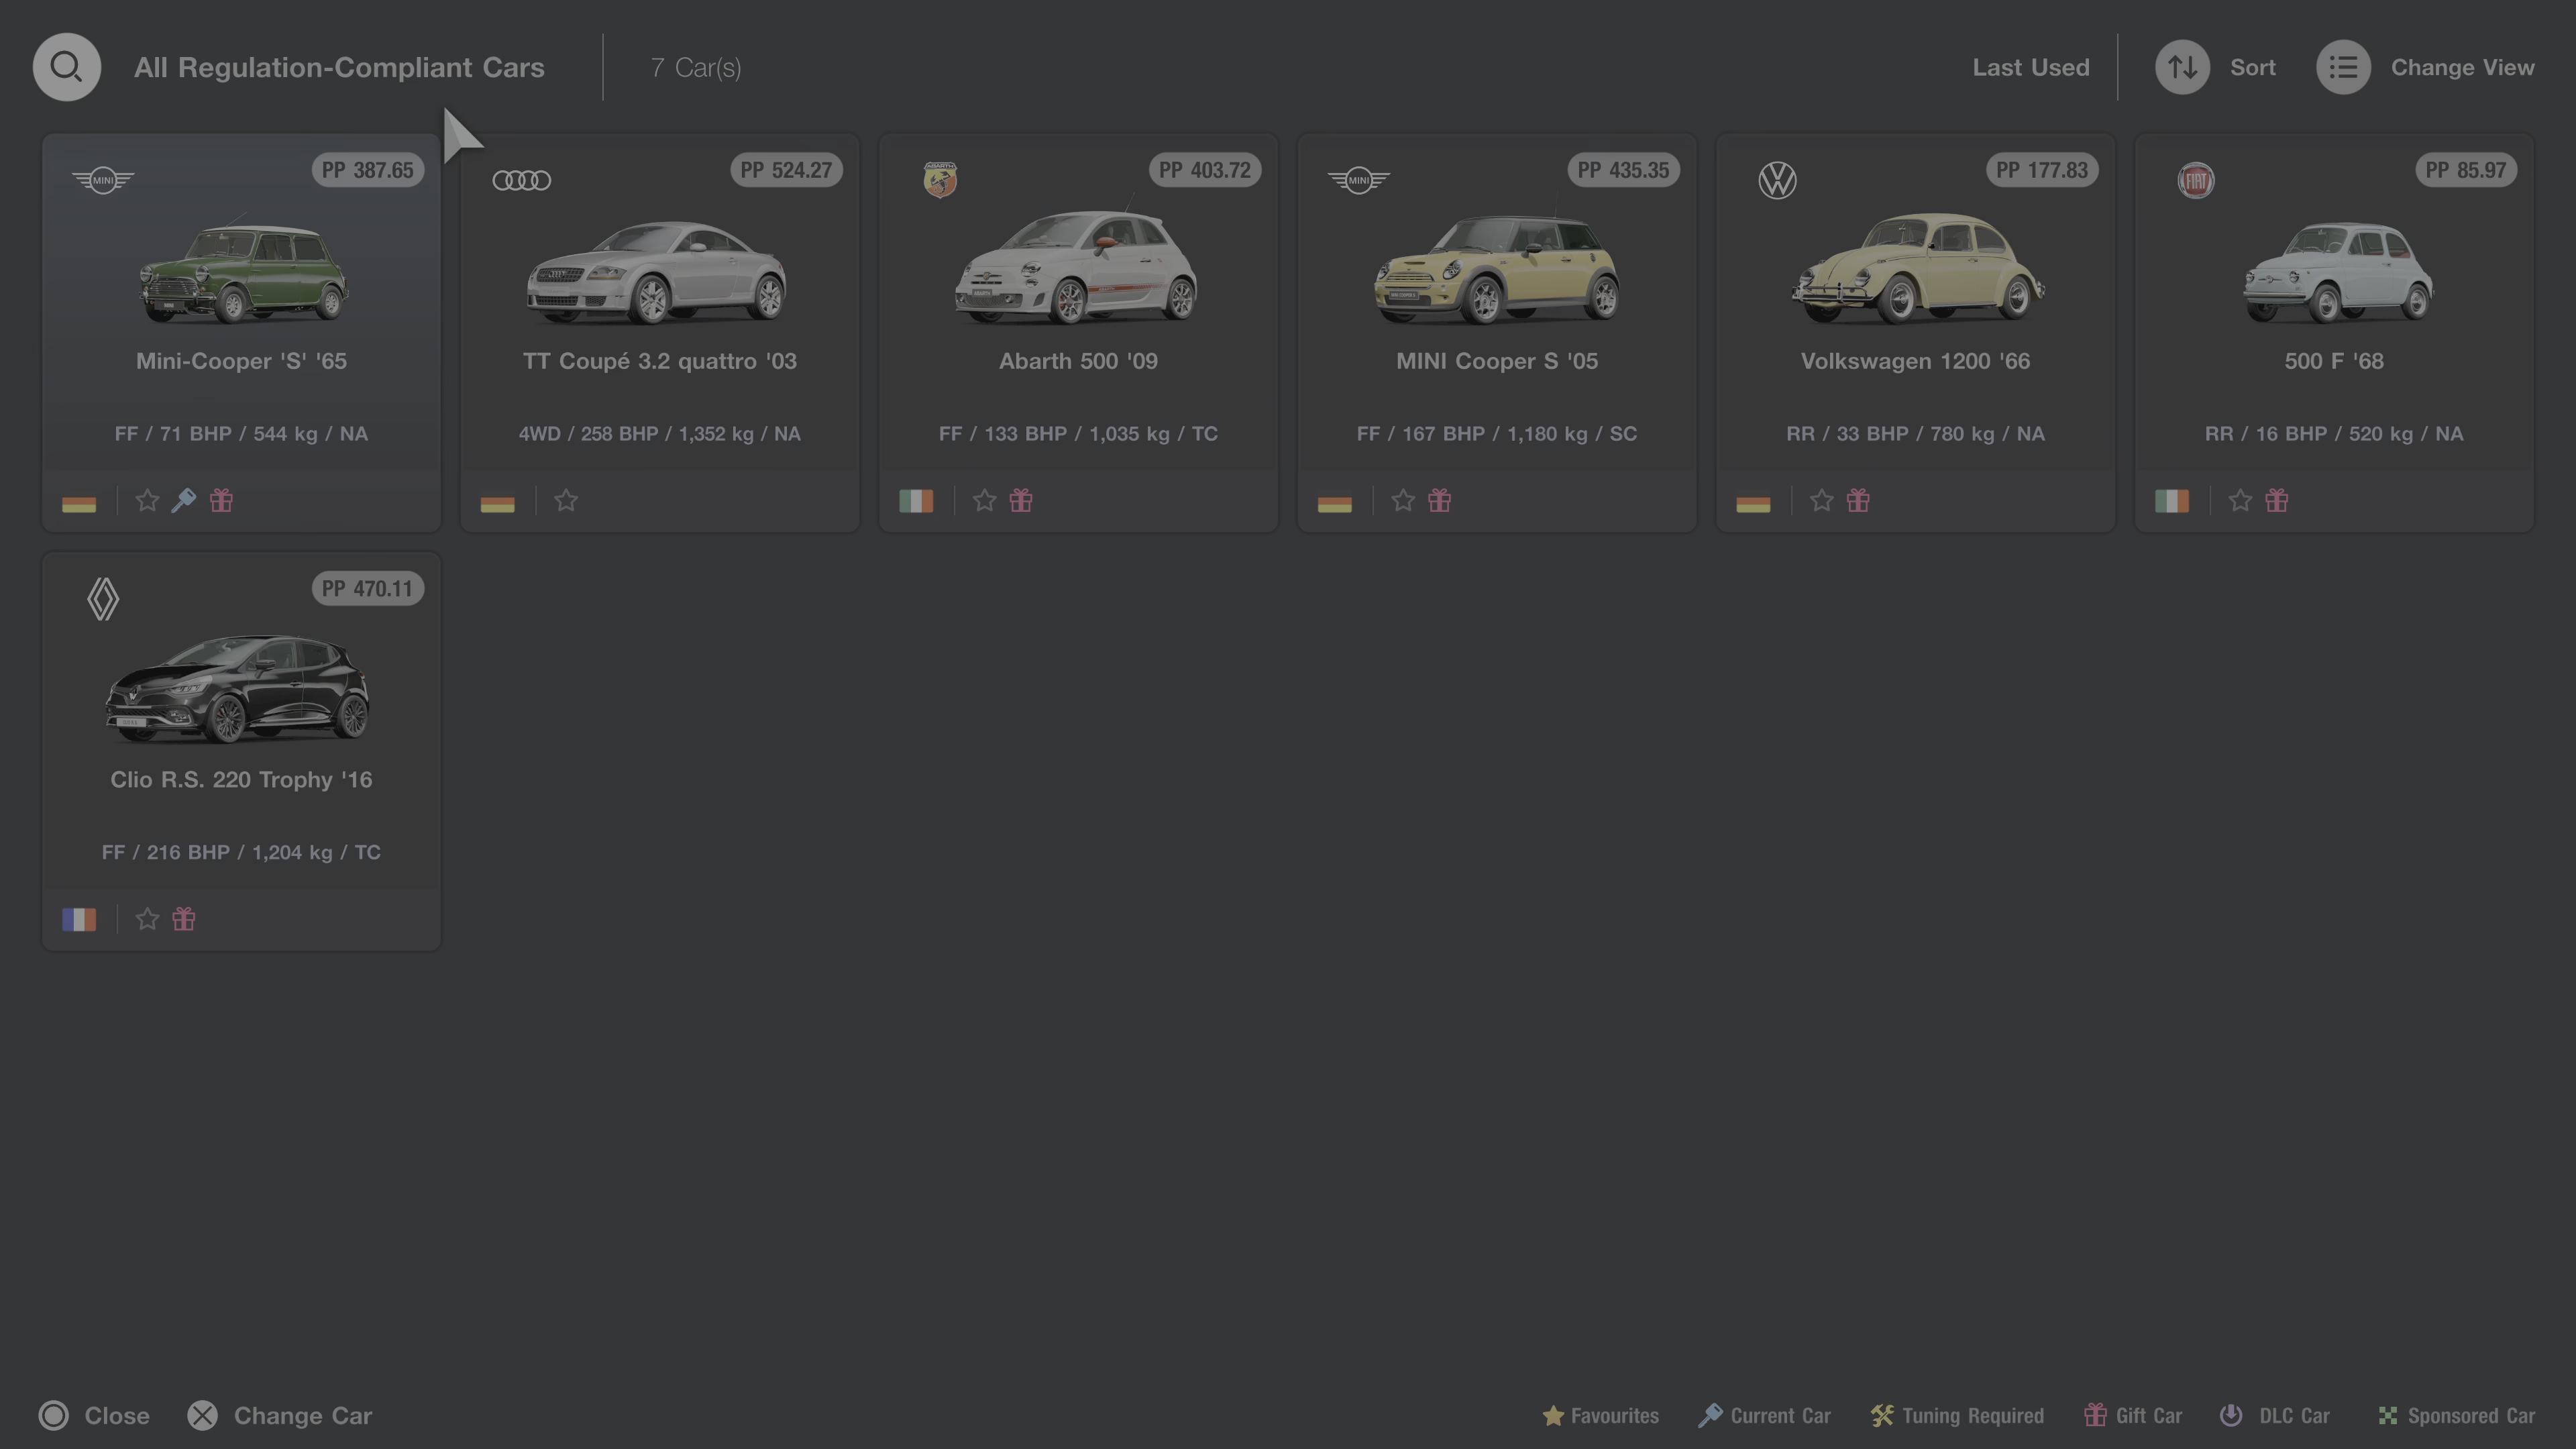 All Regulation-Compliant Cars
7 Car(s)
Last Used
Sort
Change View
MINI
PP 387.65
Mini-Cooper 'S' '65
FF / 71 BHP / 544 kg / NA
PP 524.27
TT Coupé 3.2 quattro '03
4WD / 258 BHP / 1,352 kg / NA
ABARTH
PP 403.72
Abarth 500 '09
FF / 133 BHP / 1,035 kg / TC
MINI
PP 435.35
MINI Cooper S '05
FF / 167 BHP / 1,180 kg / SC
PP 177.83
Volkswagen 1200 '66
RR / 33 BHP / 780 kg / NA
FIAT
PP 85.97
500 F '68
RR / 16 BHP / 520 kg / NA
PP 470.11
Clio R.S. 220 Trophy '16
FF / 216 BHP / 1,204 kg / TC
Close
Change Car
Favourites
Current Car
Tuning Required
Gift Car
DLC Car
Sponsored Car